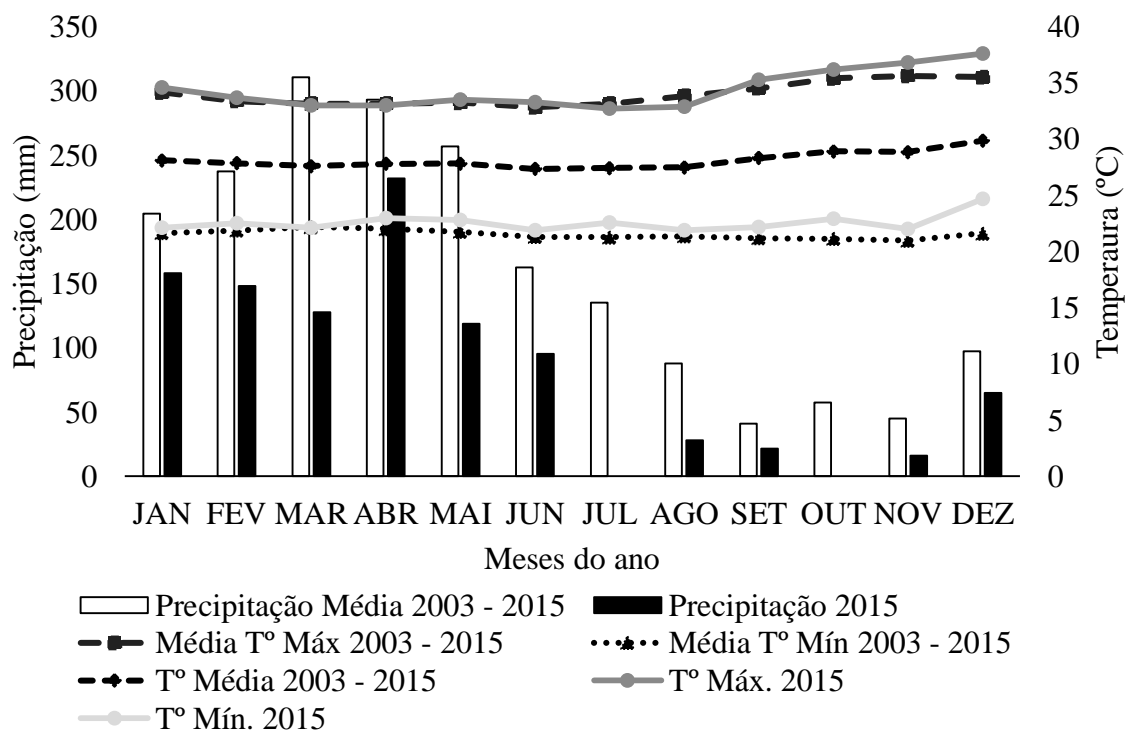 350
300
250
200
150
100
50
0
Precipitação (mm)
40
35
30
25
20
15
10
5
0
Temperaura (ºC)
JAN FEV MAR ABR MAI JUN JUL AGO SET OUT NOV DEZ
Meses do ano
Precipitação Média 2003 - 2015 Precipitação 2015
Média Tº Máx 2003 - 2015 Média Tº Mín 2003 - 2015
Tº Média 2003 - 2015 Tº Máx. 2015
Tº Mín. 2015